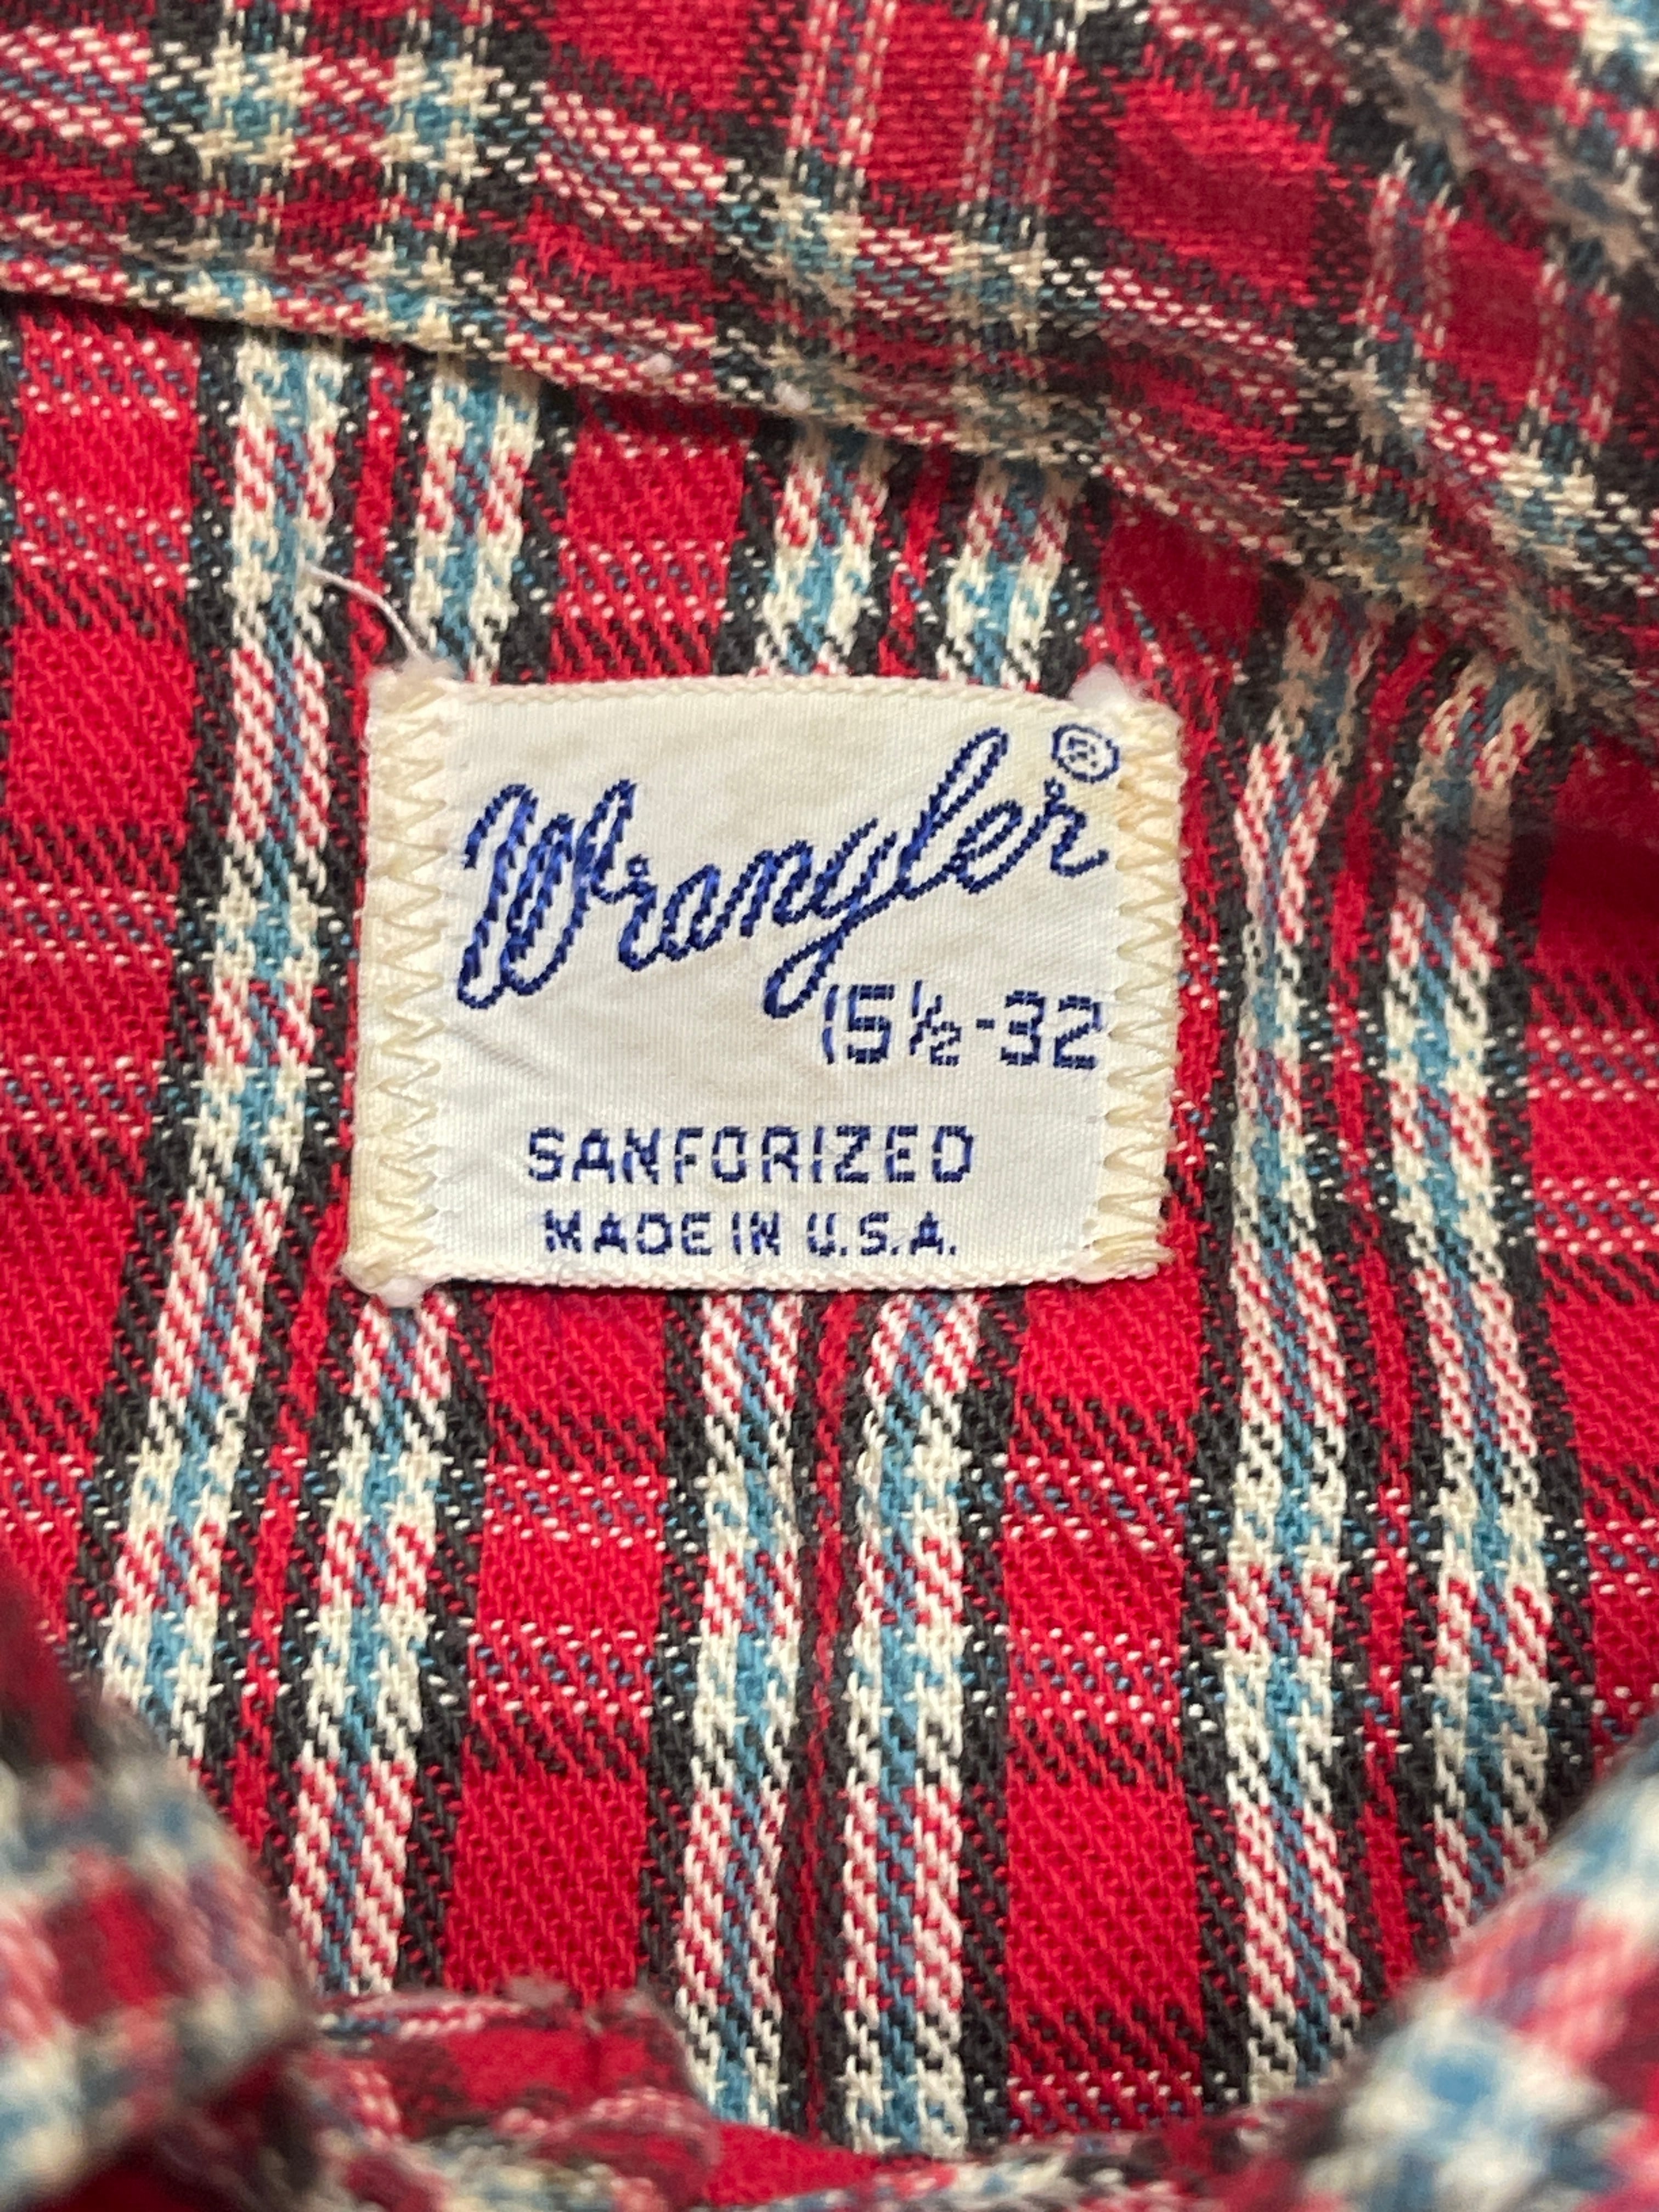 Wrangler®
15½-32
SANFORIZED
MADE IN U.S.A.